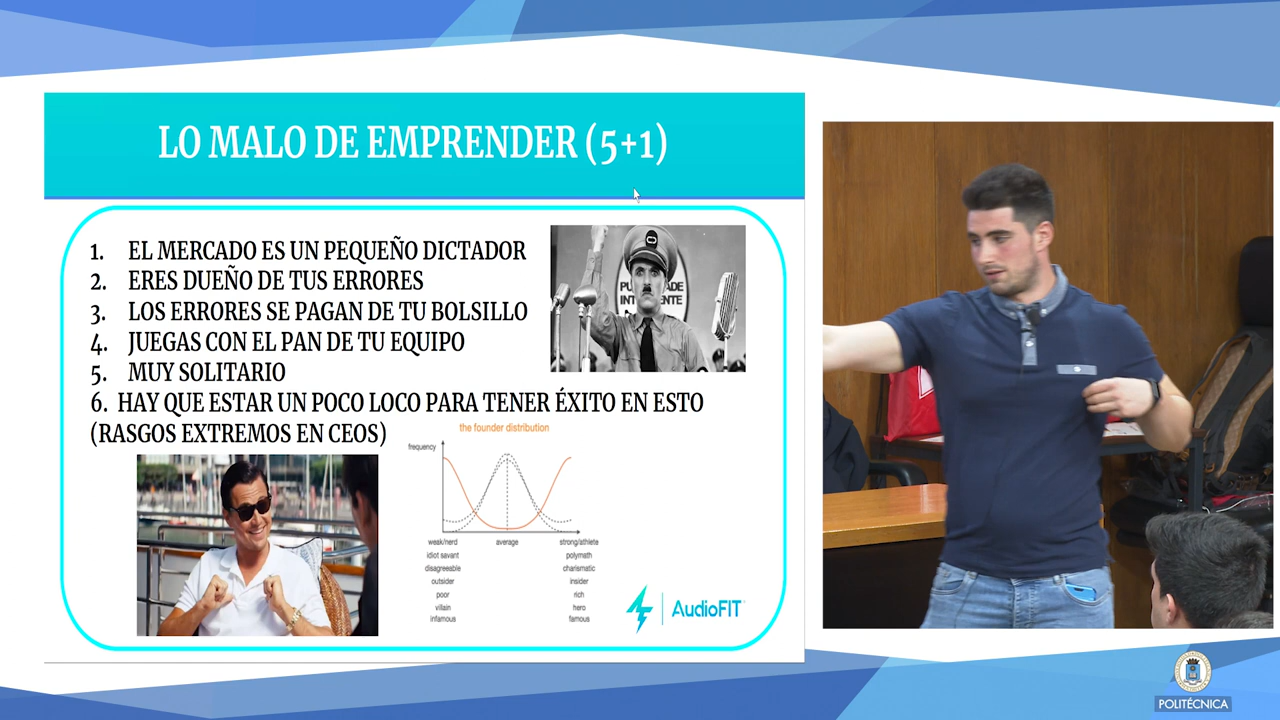 LO MALO DE EMPRENDER (5+1)
1. EL MERCADO ES UN PEQUEÑO DICTADOR
2. ERES DUEÑO DE TUS ERRORES
3. LOS ERRORES SE PAGAN DE TU BOLSILLO
4. JUEGAS CON EL PAN DE TU EQUIPO
5. MUY SOLITARIO
6. HAY QUE ESTAR UN POCO LOCO PARA TENER ÉXITO EN ESTO
(RASGOS EXTREMOS EN CEOS)
the founder distribution
frequency
weak/nerd average strong/athlete
idiot savant polymath
disagreeable charismatic
outsider insider
poor rich
villain hero
infamous famous
AudioFIT
POLITÉCNICA